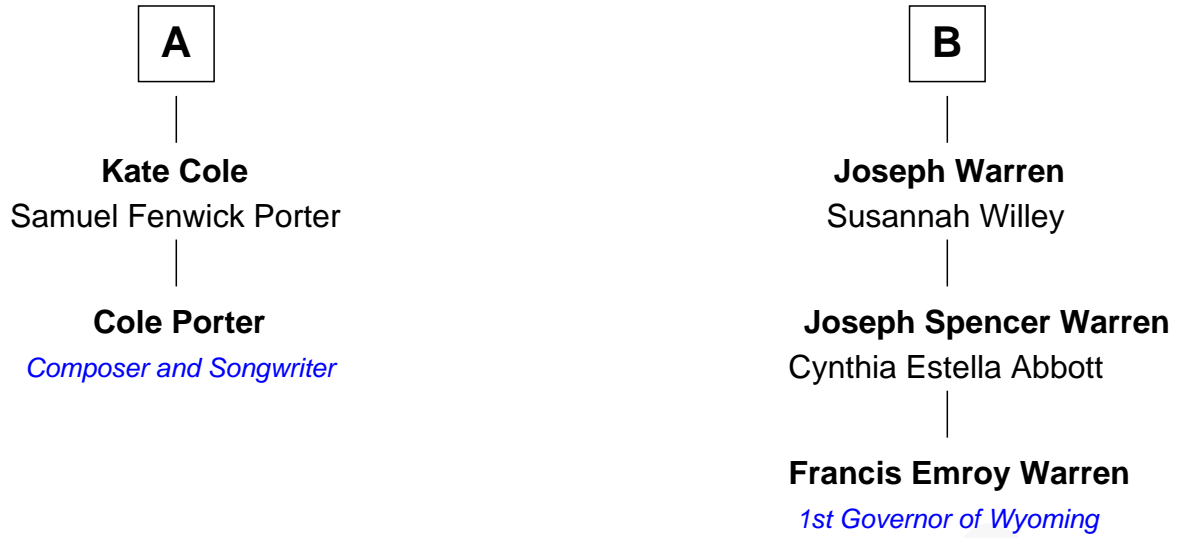 A
Kate Cole
Samuel Fenwick Porter
Cole Porter
Composer and Songwriter
B
Joseph Warren
Susannah Willey
Joseph Spencer Warren
Cynthia Estella Abbott
Francis Emroy Warren
1st Governor of Wyoming